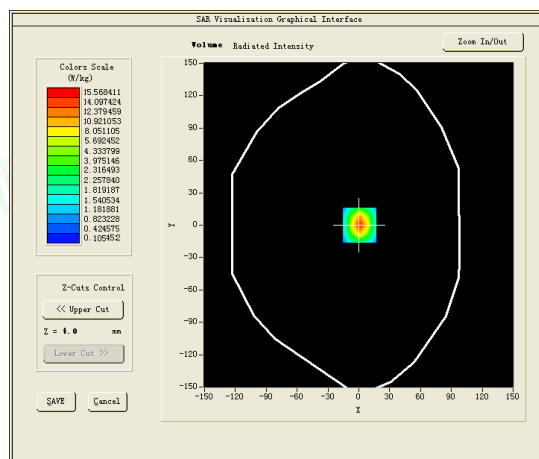 SAR Visualisation Graphical Interface
Volume Radiated Intensity
Zoom In/Out
Colors Scale
(W/kg)
15.568411
14.097424
12.379459
10.921053
8.051105
5.692452
4.333799
3.975146
2.316493
2.257840
1.819187
1.540534
1.181881
0.823228
0.424575
0.105452
Z-Cuts Control
<< Upper Cut
Z = 4.0 mm
Lower Cut >>
SAVE
Cancel
150
120
90
60
30
0
-30
-60
-90
-120
-150
Y
-150 -120 -90 -60 -30 0 30 60 90 120 150
X